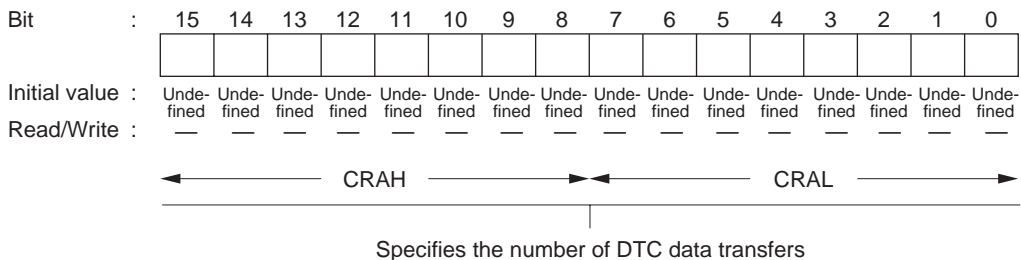 Bit : 15 14 13 12 11 10 9 8 7 6 5 4 3 2 1 0
Initial value : Unde- Unde- Unde- Unde- Unde- Unde- Unde- Unde- Unde- Unde- Unde- Unde- Unde- Unde- Unde- Unde-
fined fined fined fined fined fined fined fined fined fined fined fined fined fined fined fined
Read/Write : — — — — — — — — — — — — — — — —
CRAH CRAL
Specifies the number of DTC data transfers